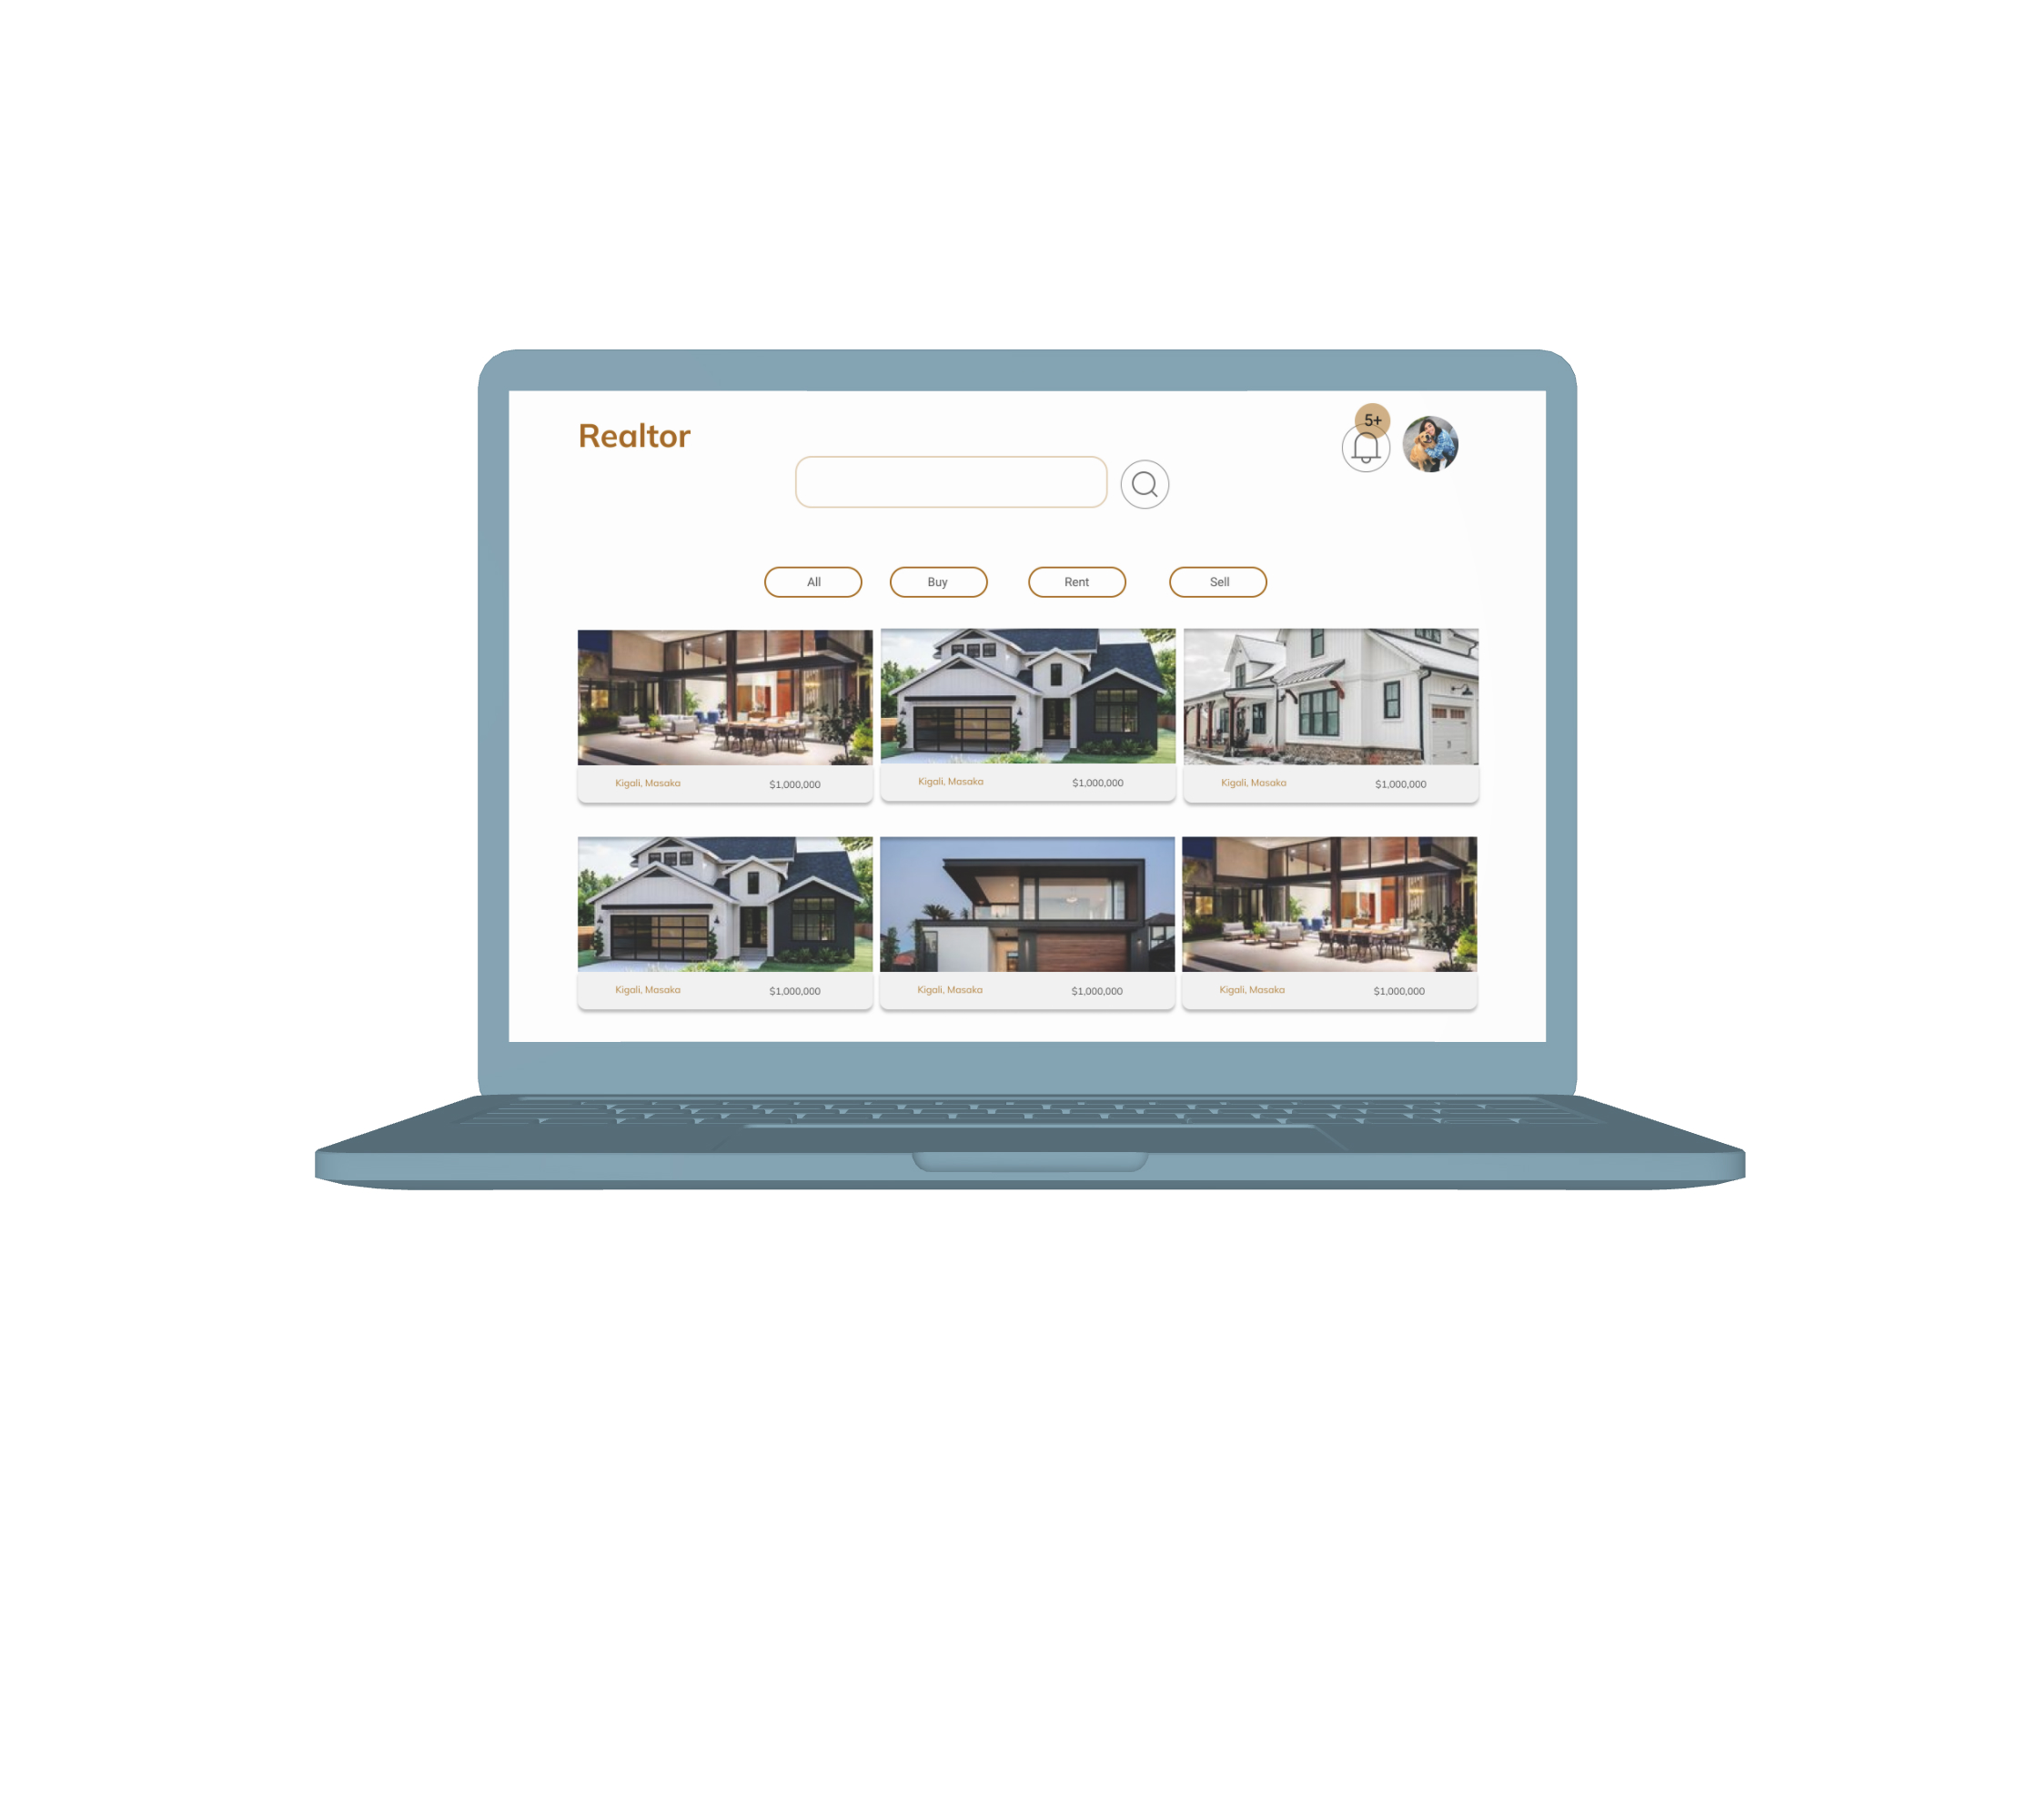 Realtor
5+
All
Buy
Rent
Sell
Kigali, Masaka
$1,000,000
Kigali, Masaka
$1,000,000
Kigali, Masaka
$1,000,000
Kigali, Masaka
$1,000,000
Kigali, Masaka
$1,000,000
Kigali, Masaka
$1,000,000